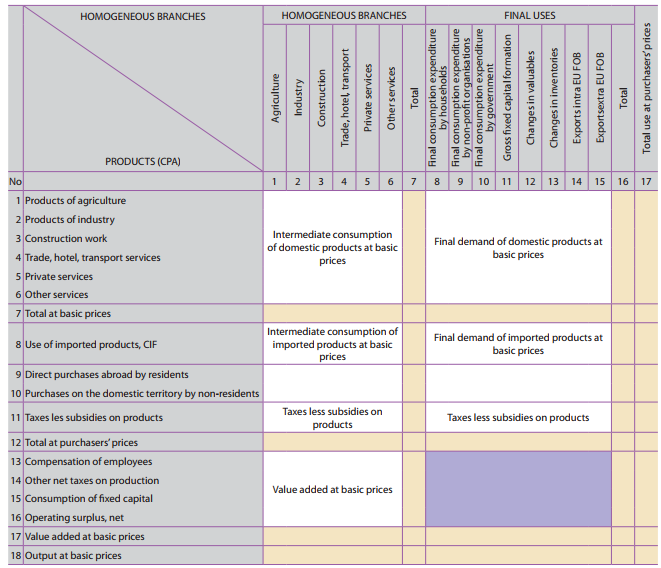 HOMOGENEOUS BRANCHES
HOMOGENEOUS BRANCHES
FINAL USES
Agriculture
Industry
Construction
Trade, hotel, transport
Private services
Other services
Total
Final consumption expenditure
by households
Final consumption expenditure
by non-profit organisations
Final consumption expenditure
by government
Gross fixed capital formation
Changes in valuables
Changes in inventories
Exports intra EU FOB
Exportsextra EU FOB
Total
Total use at purchasers' prices
PRODUCTS (CPA)
No 1 2 3 4 5 6 7 8 9 10 11 12 13 14 15 16 17
1 Products of agriculture
2 Products of industry
3 Construction work
4 Trade, hotel, transport services
5 Private services
6 Other services
Intermediate consumption
of domestic products at basic
prices
Final demand of domestic products at
basic prices
7 Total at basic prices
8 Use of imported products, CIF
Intermediate consumption of
imported products at basic
prices
Final demand of imported products at
basic prices
9 Direct purchases abroad by residents
10 Purchases on the domestic territory by non-residents
11 Taxes les subsidies on products
Taxes less subsidies on
products
Taxes less subsidies on products
12 Total at purchasers' prices
13 Compensation of employees
14 Other net taxes on production
15 Consumption of fixed capital
16 Operating surplus, net
Value added at basic prices
17 Value added at basic prices
18 Output at basic prices